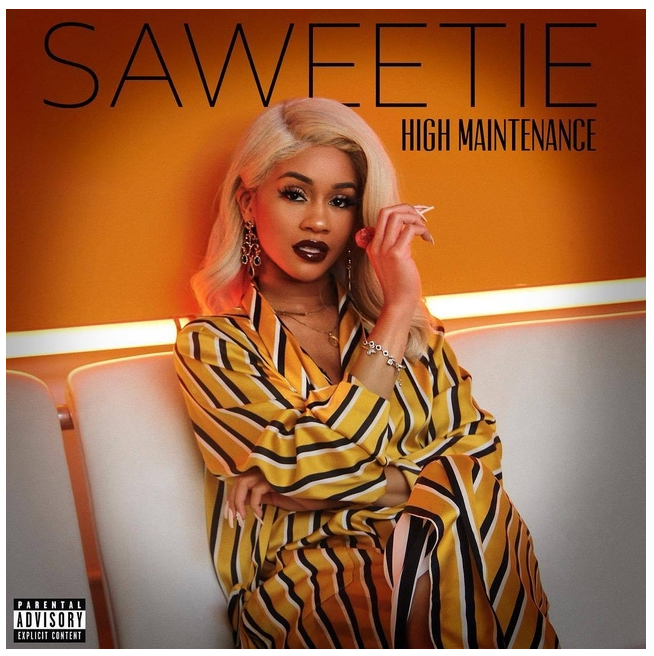 SAWEETIE
HIGH MAINTENANCE
PARENTAL
ADVISORY
EXPLICIT CONTENT